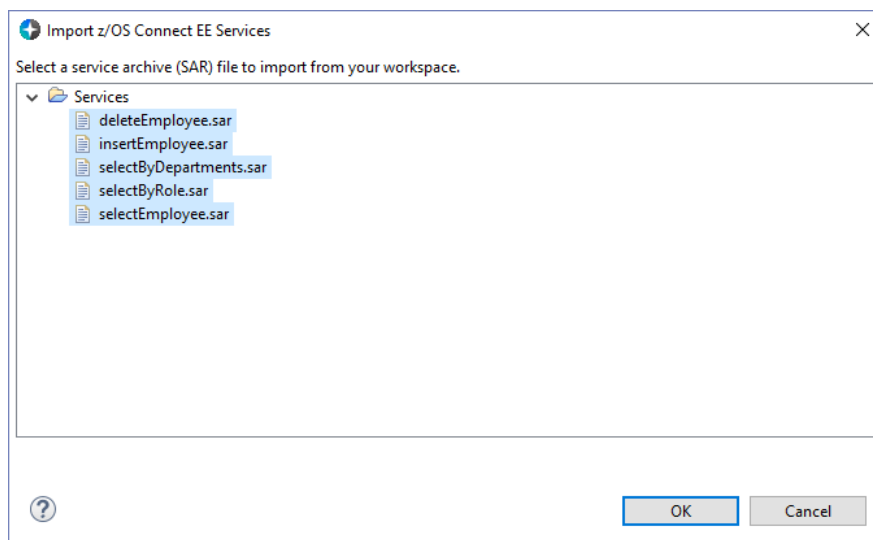 Import z/OS Connect EE Services
Select a service archive (SAR) file to import from your workspace.
Services
deleteEmployee.sar
insertEmployee.sar
selectByDepartments.sar
selectByRole.sar
selectEmployee.sar
?
OK Cancel